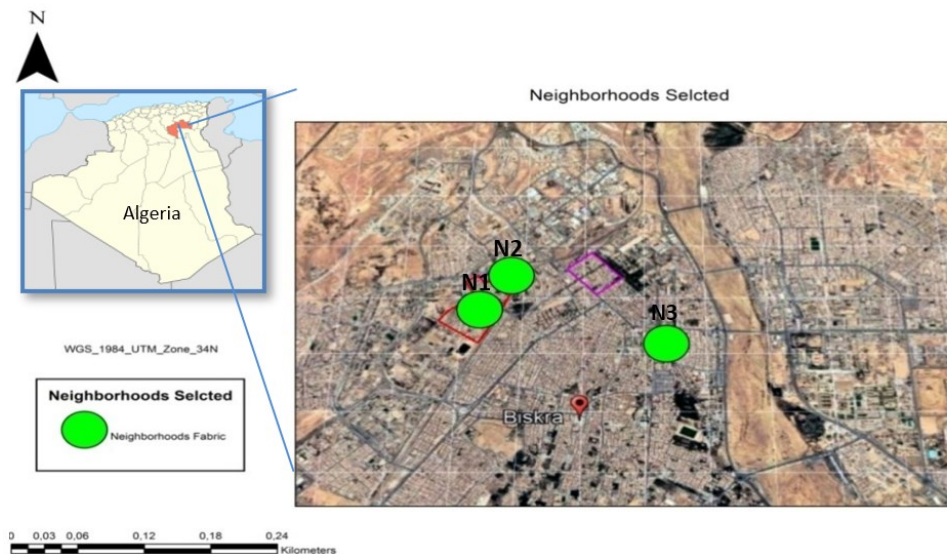 N
Neighborhoods Selcted
Algeria
N2
N1
N3
WGS_1984_UTM_Zone_34N
Neighborhoods Selcted
Neighborhoods Fabric
Biskra
0 0,03 0,06 0,12 0,18 0,24
Kilometers